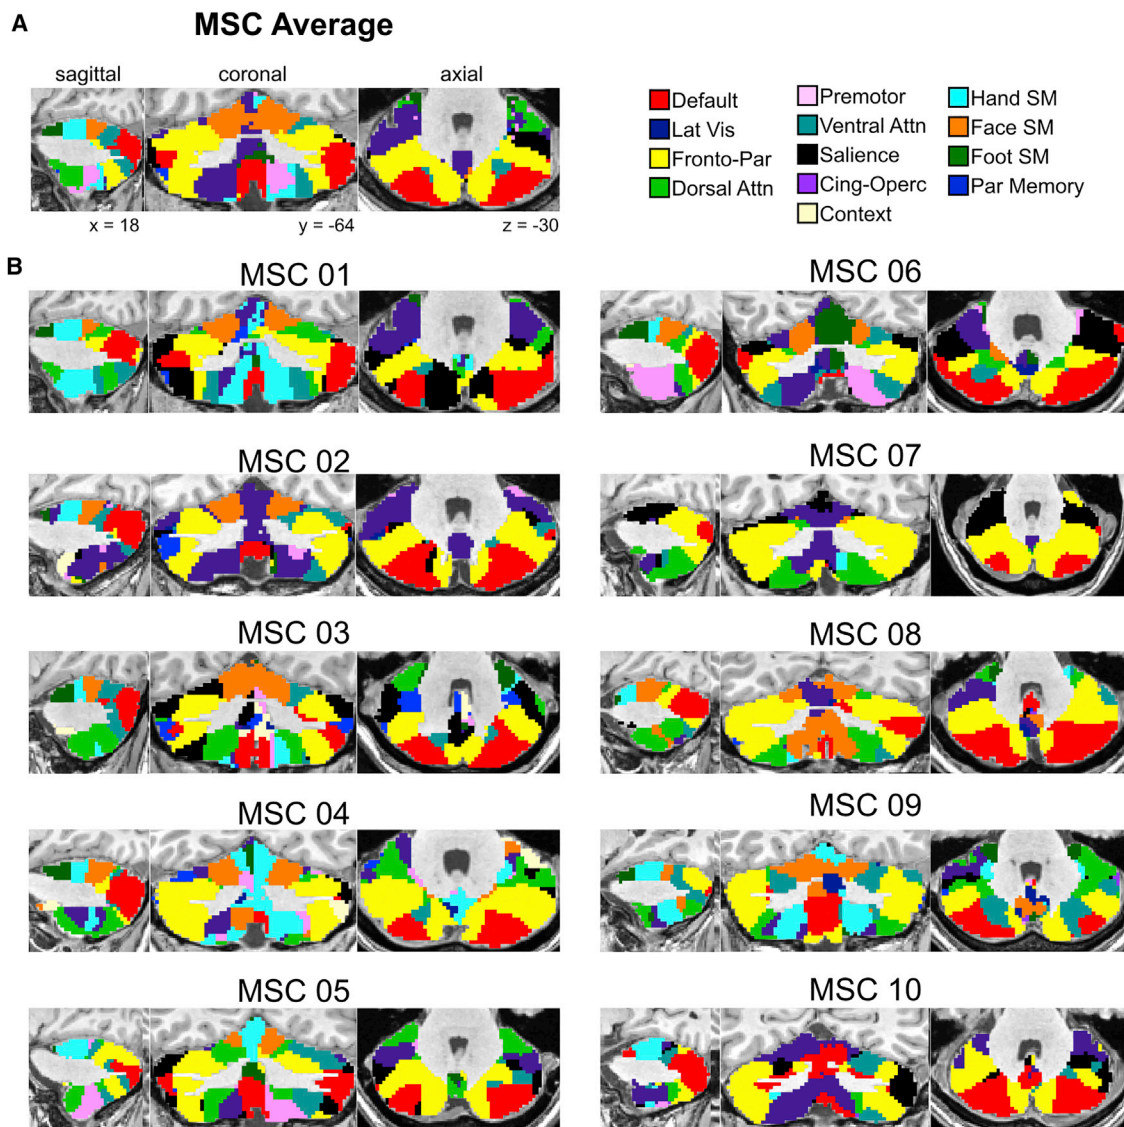 A
MSC Average
sagittal
coronal
axial
x = 18
y = -64
z = -30
Default
Lat Vis
Fronto-Par
Dorsal Attn
Premotor
Ventral Attn
Salience
Cing-Operc
Context
Hand SM
Face SM
Foot SM
Par Memory
B
MSC 01
MSC 06
MSC 02
MSC 07
MSC 03
MSC 08
MSC 04
MSC 09
MSC 05
MSC 10